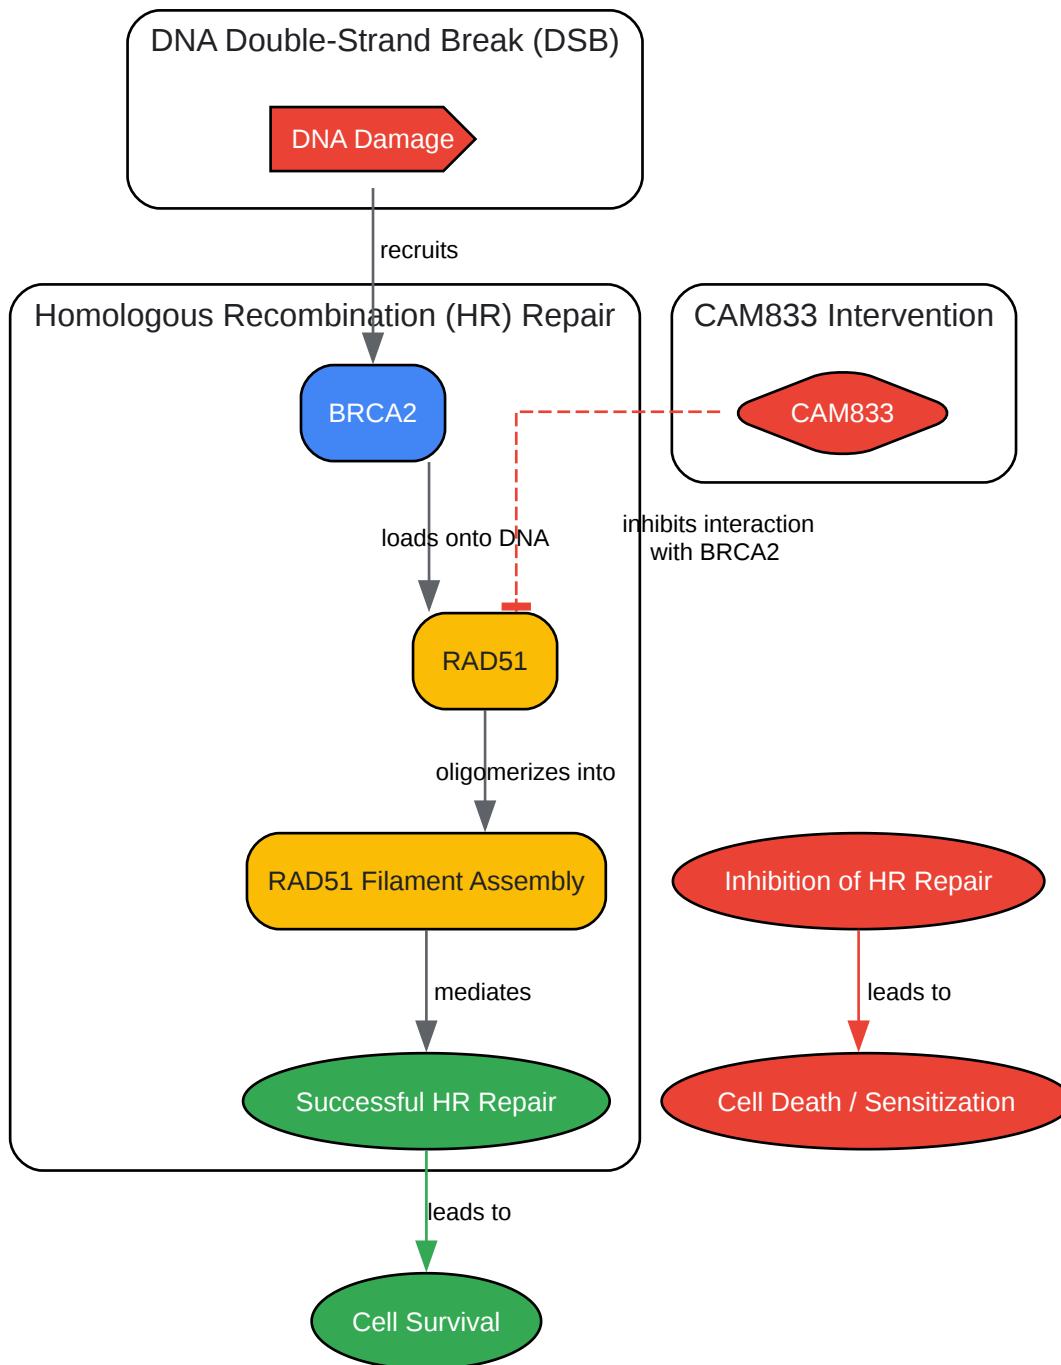 DNA Double-Strand Break (DSB)
DNA Damage
recruits
Homologous Recombination (HR) Repair
CAM833 Intervention
BRCA2
CAM833
loads onto DNA
inhibits interaction
with BRCA2
RAD51
oligomerizes into
RAD51 Filament Assembly
Inhibition of HR Repair
mediates
leads to
Successful HR Repair
Cell Death / Sensitization
leads to
Cell Survival